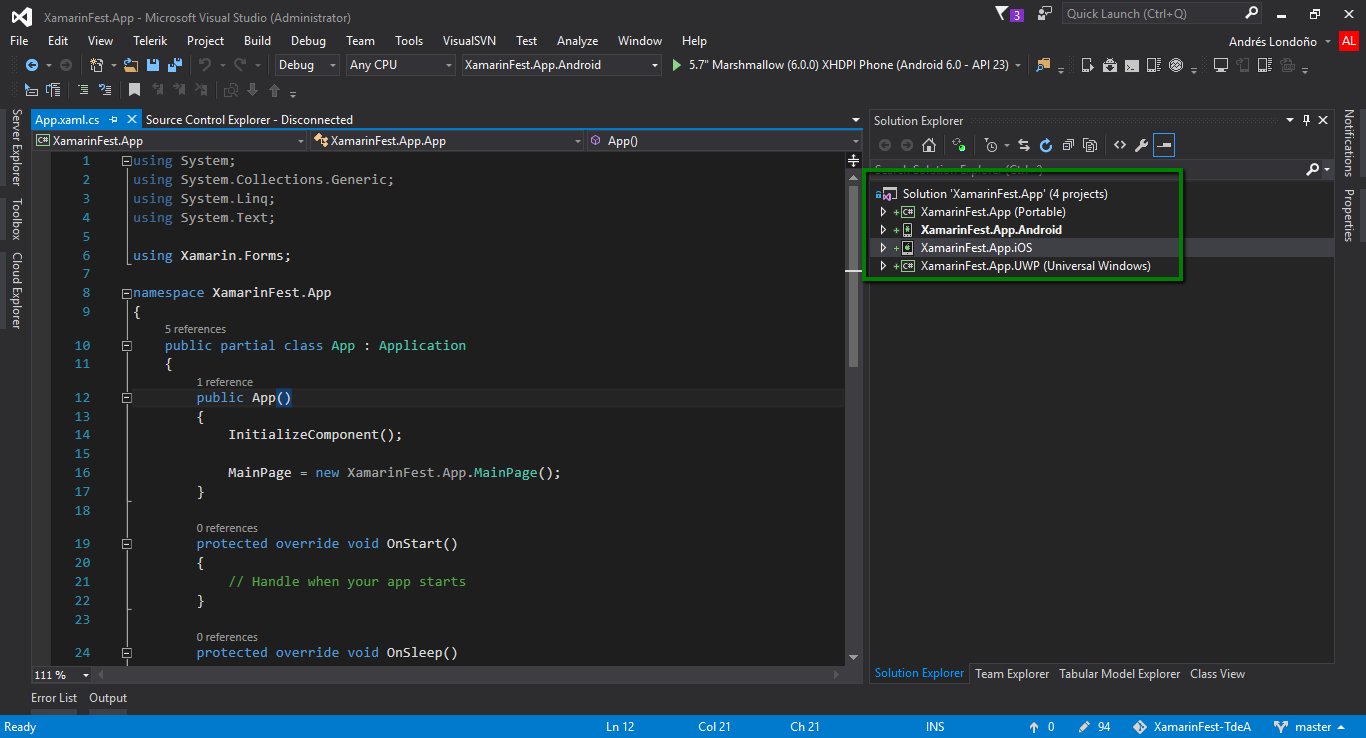 XamarinFest.App - Microsoft Visual Studio (Administrator)
3
Quick Launch (Ctrl+Q)
File Edit View Telerik Project Build Debug Team Tools VisualSVN Test Analyze Window Help
Andrés Londoño AL
Debug Any CPU XamarinFest.App.Android 5.7" Marshmallow (6.0.0) XHDPI Phone (Android 6.0 - API 23)
Server Explorer
Toolbox
Cloud Explorer
App.xaml.cs Source Control Explorer - Disconnected
C# XamarinFest.App XamarinFest.App.App App()
1 using System;
2 using System.Collections.Generic;
3 using System.Linq;
4 using System.Text;
5
6 using Xamarin.Forms;
7
8 namespace XamarinFest.App
9 {
5 references
10 public partial class App : Application
11 {
1 reference
12 public App()
13 {
14 InitializeComponent();
15
16 MainPage = new XamarinFest.App.MainPage();
17 }
18
0 references
19 protected override void OnStart()
20 {
21 // Handle when your app starts
22 }
23
0 references
24 protected override void OnSleep()
111 %
Error List Output
Solution Explorer
Solution 'XamarinFest.App' (4 projects)
C# XamarinFest.App (Portable)
XamarinFest.App.Android
XamarinFest.App.iOS
C# XamarinFest.App.UWP (Universal Windows)
Solution Explorer Team Explorer Tabular Model Explorer Class View
Notifications
Properties
Ready Ln 12 Col 21 Ch 21 INS 0 94 XamarinFest-TdeA master